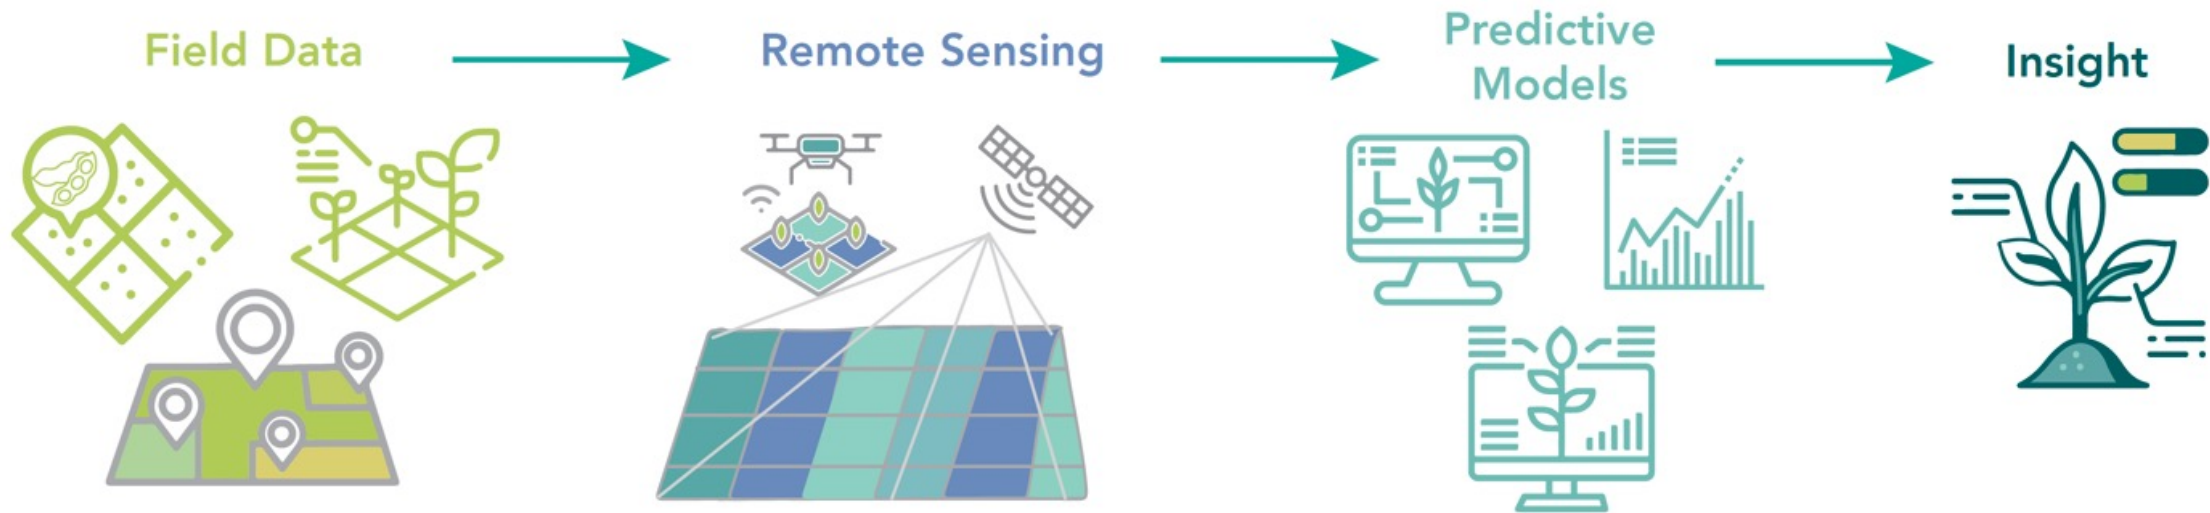 Field Data
Remote Sensing
Predictive
Models
Insight